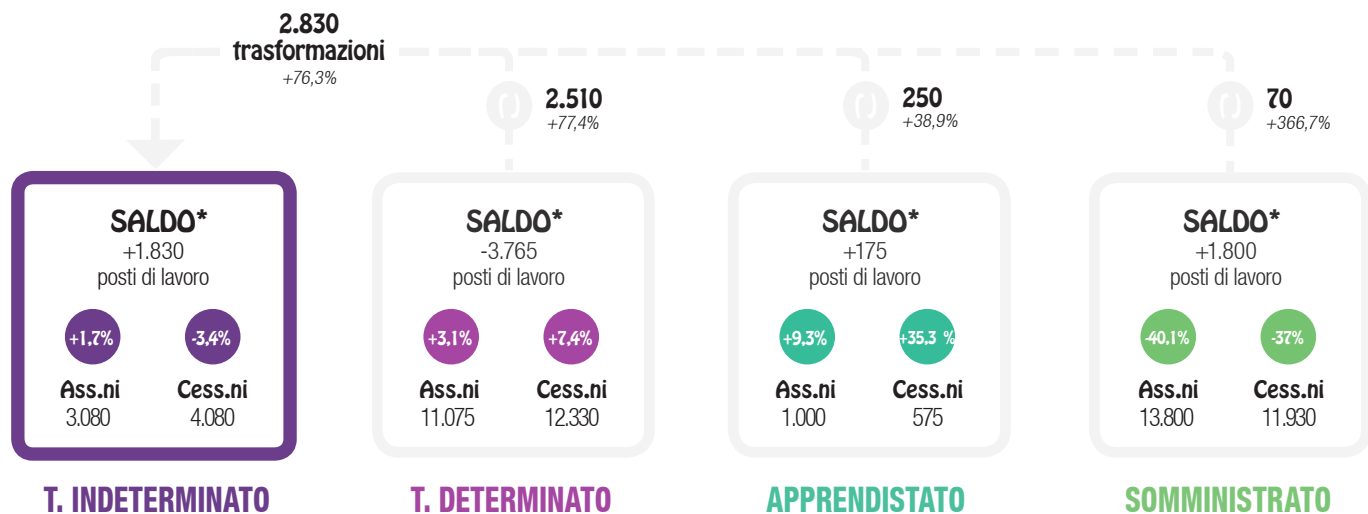 2.830
trasformazioni
+76,3%
2.510
+77,4%
250
+38,9%
70
+366,7%
SALDO*
+1.830
posti di lavoro
+1,7%
-3,4%
Ass.ni
Cess.ni
3.080
4.080
T. INDETERMINATO
SALDO*
-3.765
posti di lavoro
+3,1%
+7,4%
Ass.ni
Cess.ni
11.075
12.330
T. DETERMINATO
SALDO*
+175
posti di lavoro
+9,3%
+35,3 %
Ass.ni
Cess.ni
1.000
575
APPRENDISTATO
SALDO*
+1.800
posti di lavoro
-40,1%
-37%
Ass.ni
Cess.ni
13.800
11.930
SOMMINISTRATO